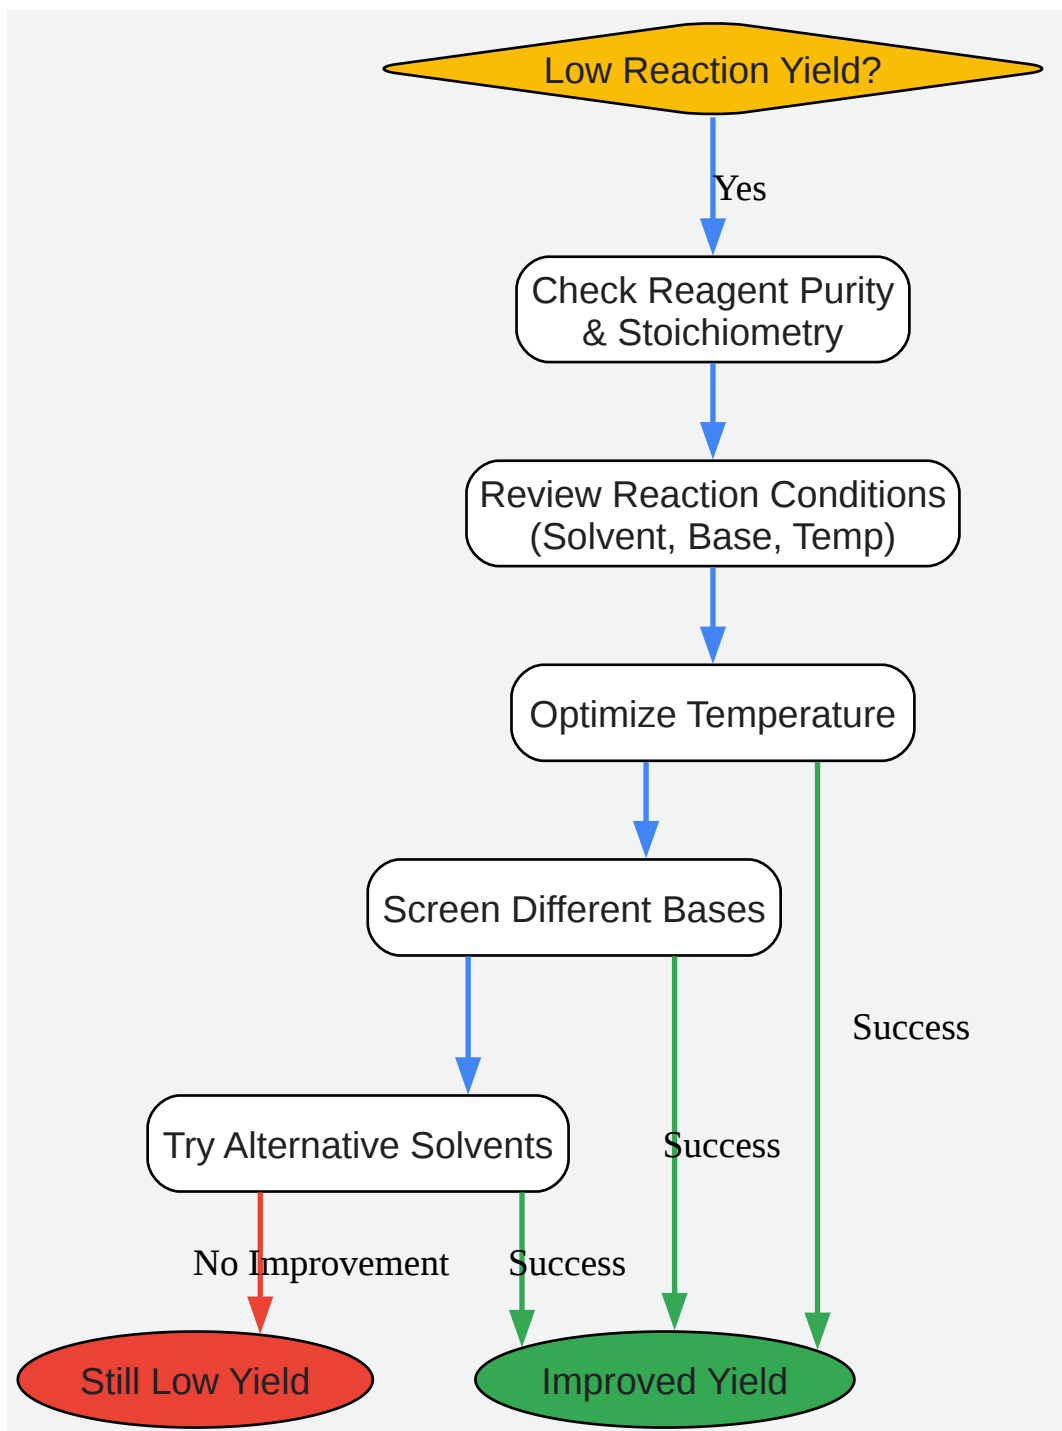 Low Reaction Yield?
Yes
Check Reagent Purity
& Stoichiometry
Review Reaction Conditions
(Solvent, Base, Temp)
Optimize Temperature
Screen Different Bases
Success
Try Alternative Solvents
Success
No Improvement
Success
Still Low Yield
Improved Yield